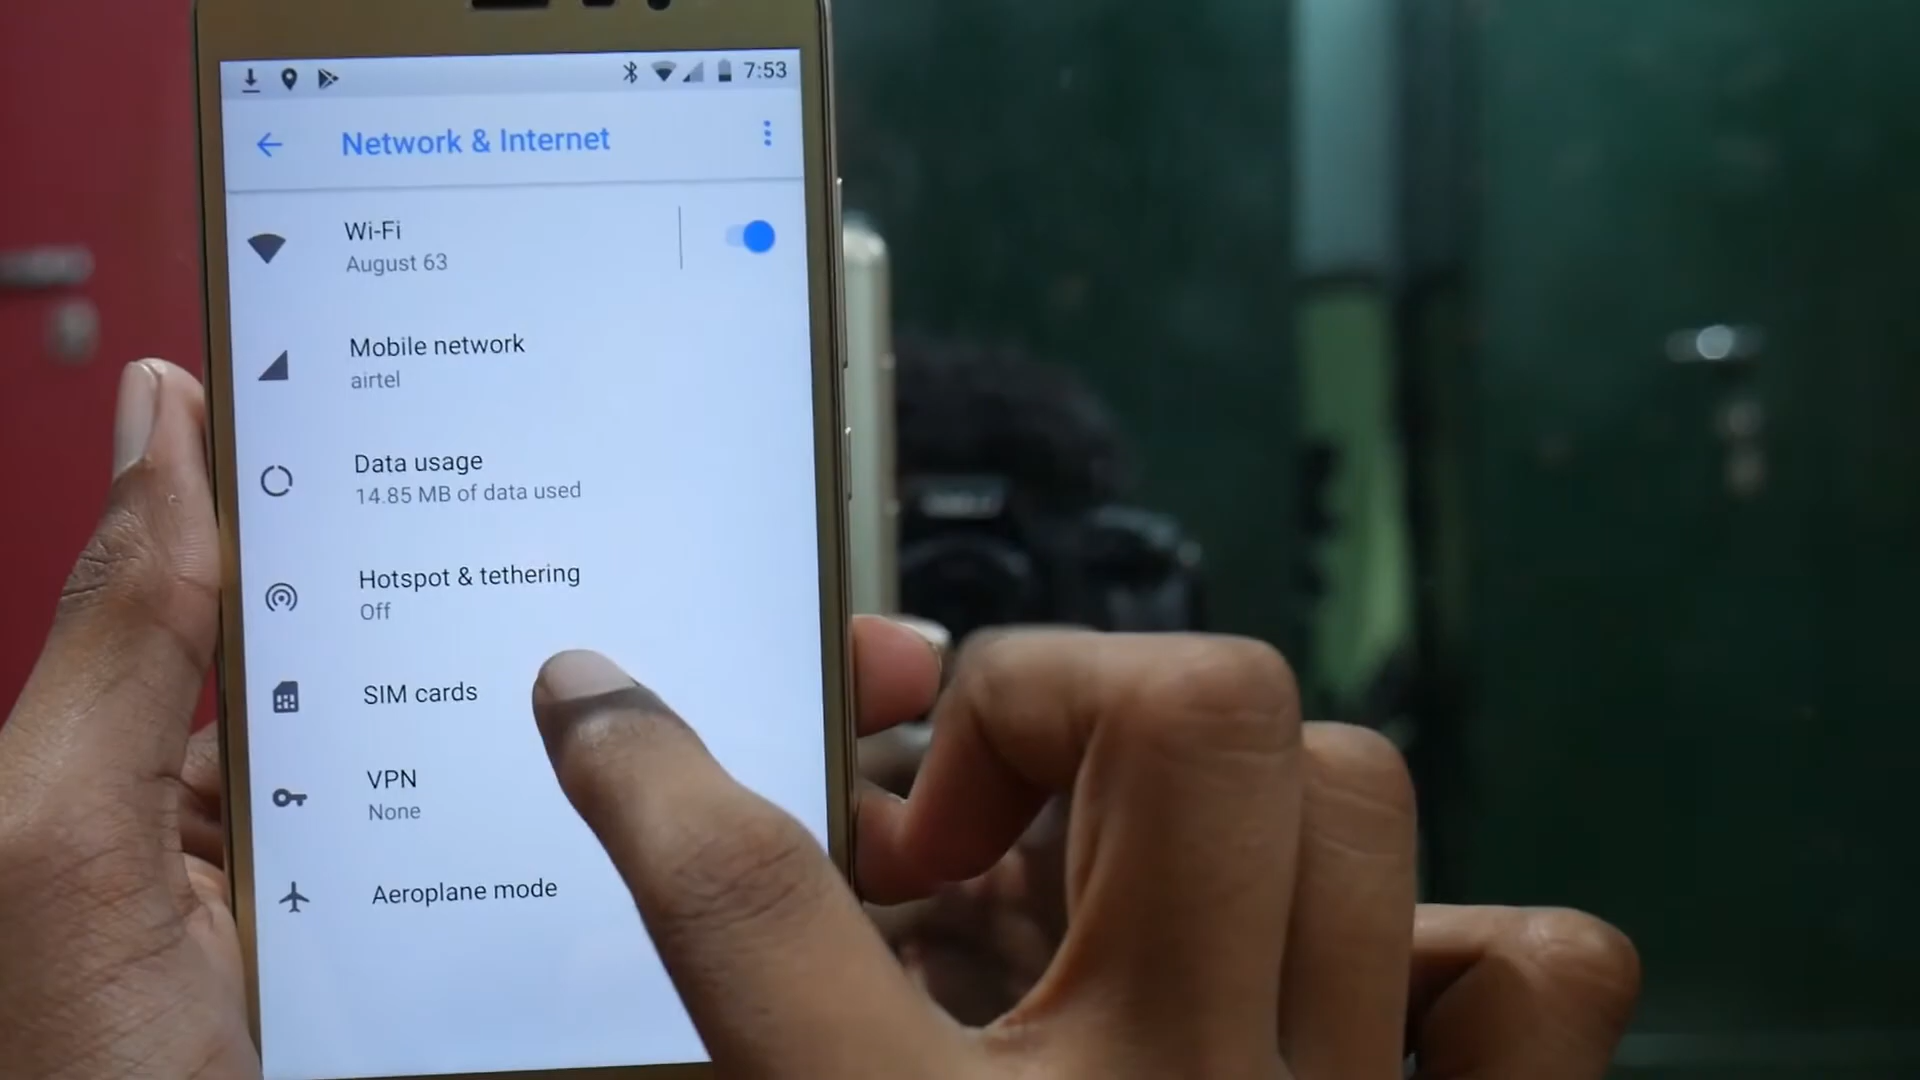 7:53
Network & Internet
Wi-Fi
August 63
Mobile network
airtel
Data usage
14.85 MB of data used
Hotspot & tethering
Off
SIM cards
VPN
None
Aeroplane mode